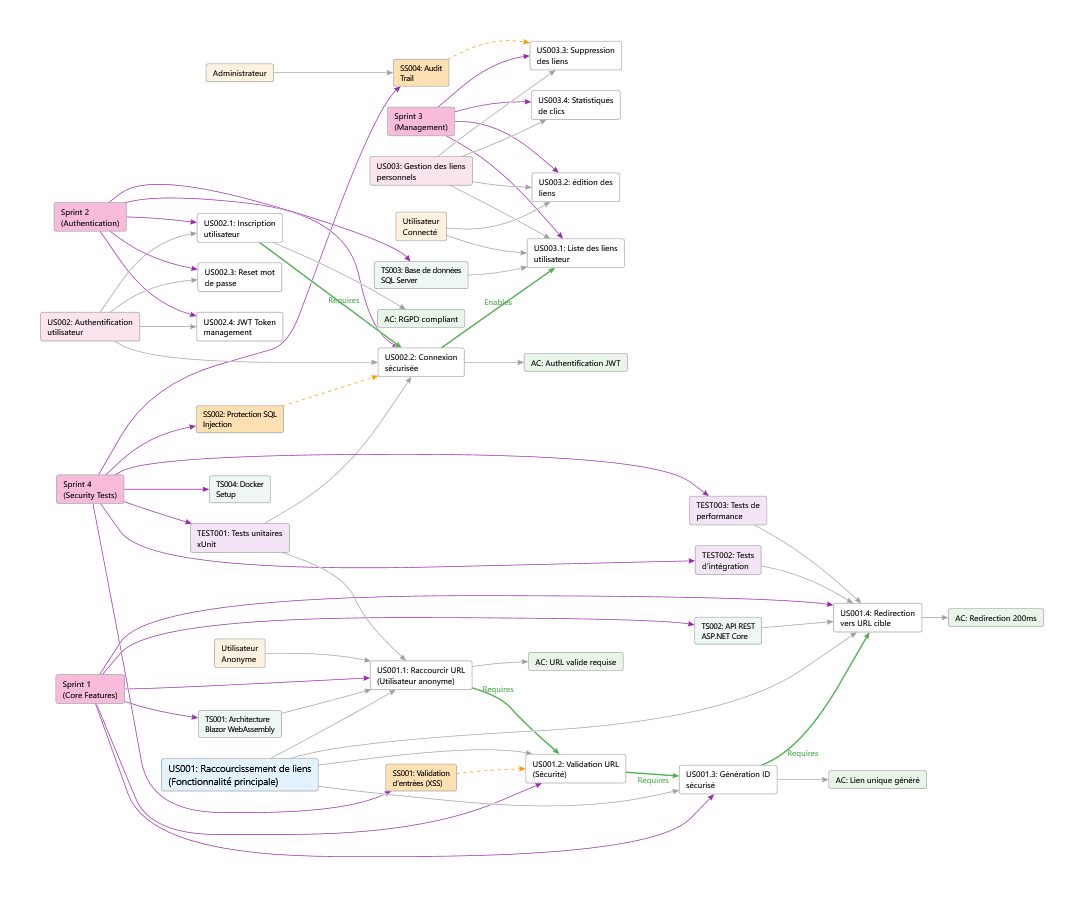 US003.3: Suppression
des liens
SS004: Audit
Trail
Administrateur
US003.4: Statistiques
de clics
Sprint 3
(Management)
US003: Gestion des liens
personnels
US003.2: édition des
liens
Sprint 2
(Authentication)
US002.1: Inscription
utilisateur
Utilisateur
Connecté
US003.1: Liste des liens
utilisateur
TS003: Base de données
SQL Server
US002.3: Reset mot
de passe
Requires
Enables
AC: RGPD compliant
US002: Authentification
utilisateur
US002.4: JWT Token
management
US002.2: Connexion
sécurisée
AC: Authentification JWT
SS002: Protection SQL
Injection
Sprint 4
(Security Tests)
TS004: Docker
Setup
TEST003: Tests de
performance
TEST001: Tests unitaires
xUnit
TEST002: Tests
d'intégration
US001.4: Redirection
vers URL cible
AC: Redirection 200ms
TS002: API REST
ASP.NET Core
Utilisateur
Anonyme
AC: URL valide requise
US001.1: Raccourcir URL
(Utilisateur anonyme)
Sprint 1
(Core Features)
Requires
TS001: Architecture
Blazor WebAssembly
Requires
US001: Raccourcissement de liens
(Fonctionnalité principale)
SS001: Validation
d'entrées (XSS)
US001.2: Validation URL
(Sécurité)
Requires
US001.3: Génération ID
sécurisé
AC: Lien unique généré